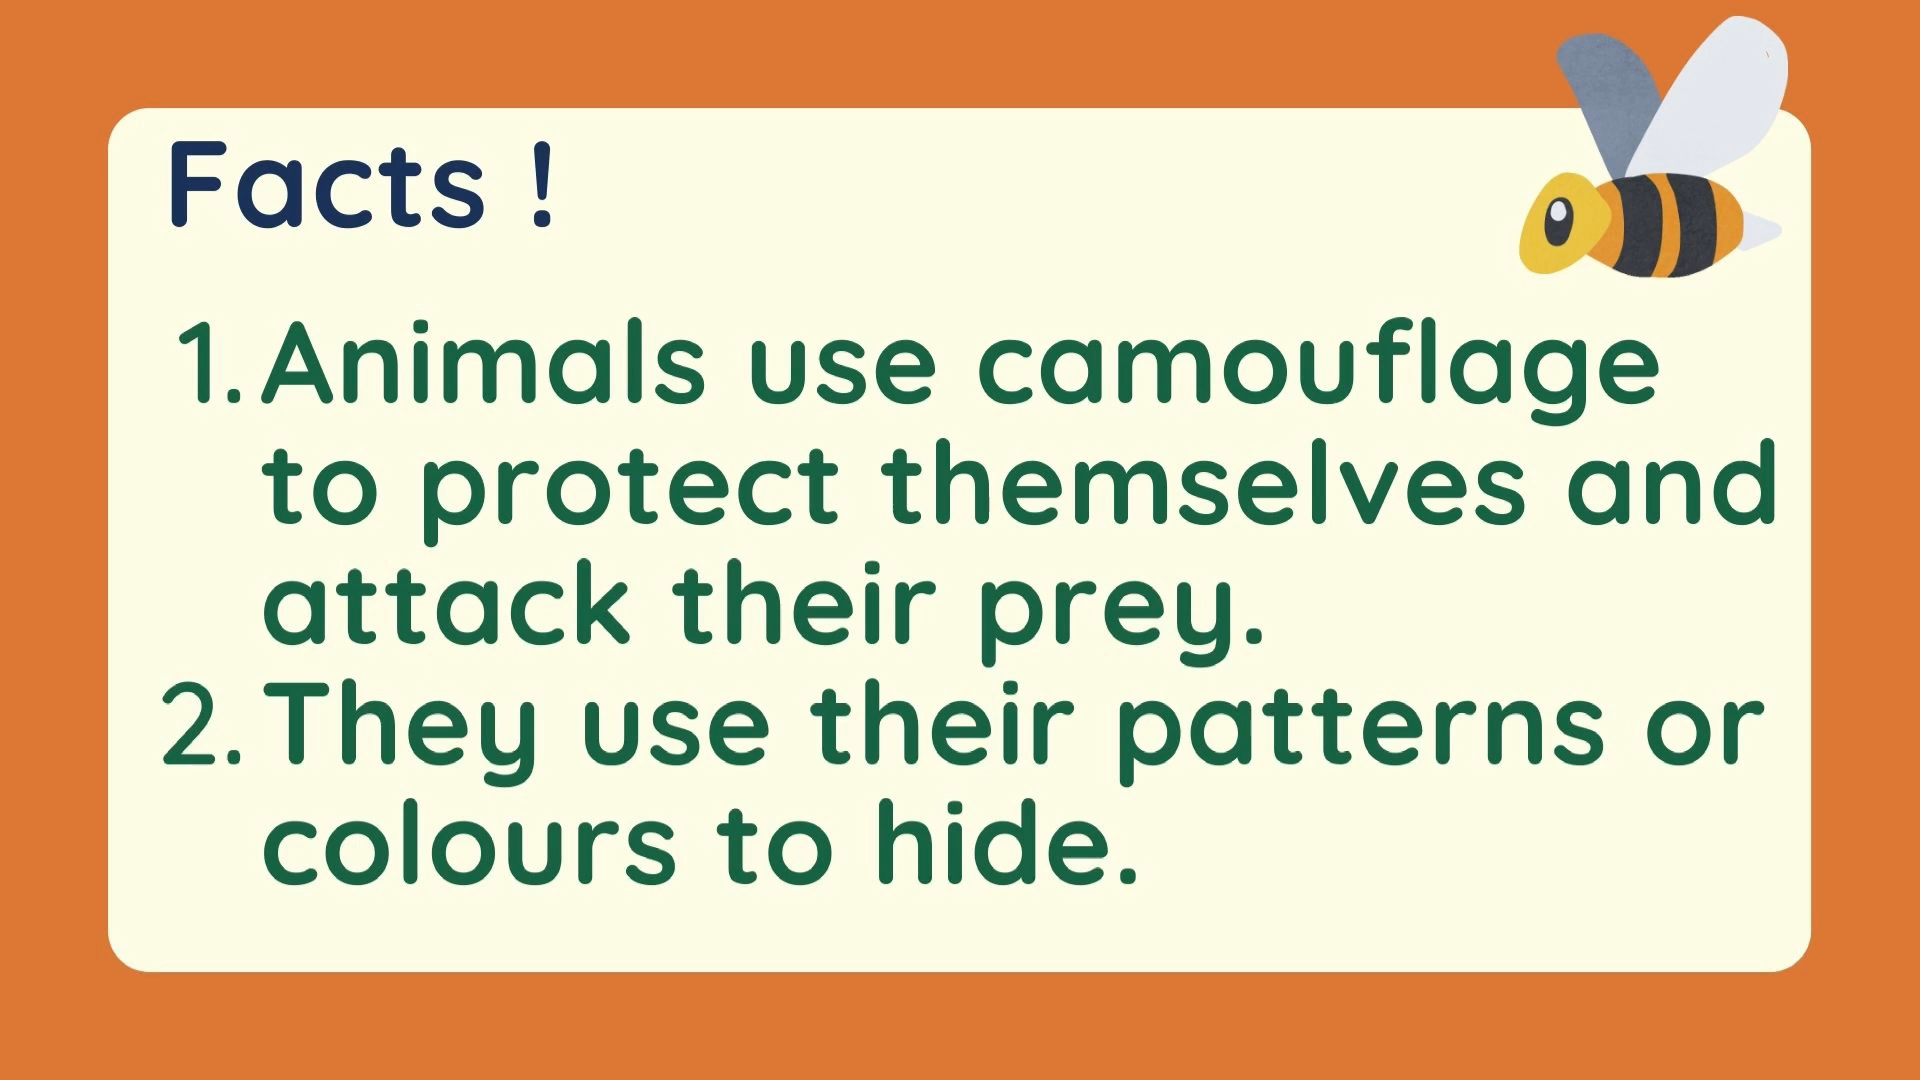 Facts !
1. Animals use camouflage
to protect themselves and
attack their prey.
2. They use their patterns or
colours to hide.